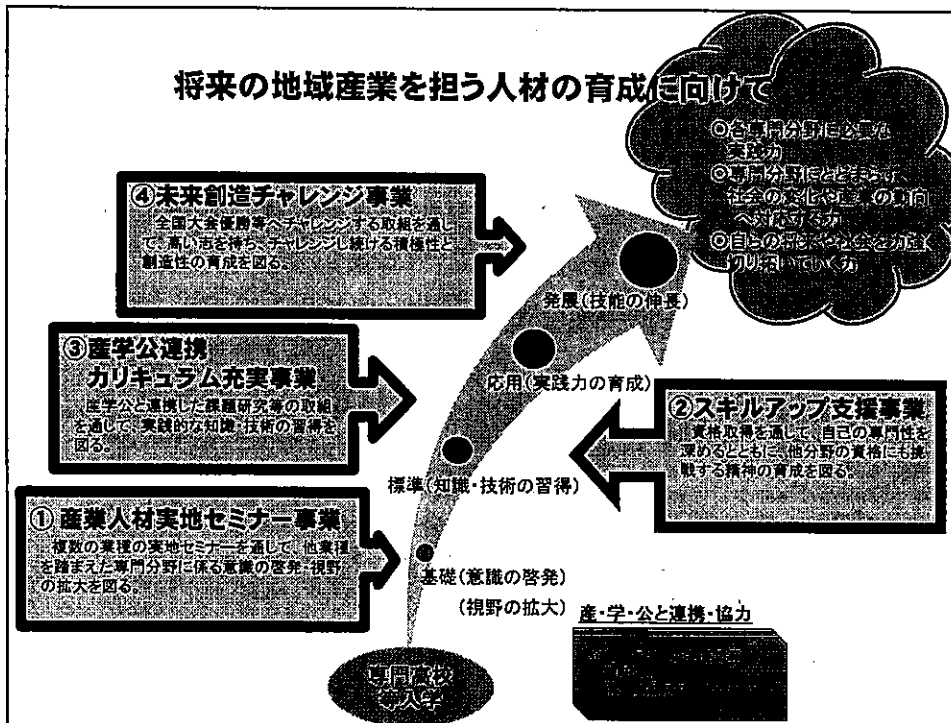 将来の地域産業を担う人材の育成に向けて
◎各専門分野に必要な
実践力
◎専門分野にとどまらず、
社会の変化や産業の動向
へ対応する力
◎自らの将来や社会を力強く
切り拓いていく力
④未来創造チャレンジ事業
全国大会優勝等へチャレンジする取組を通し
て、高い志を持ち、チャレンジし続ける積極性と
創造性の育成を図る。
発展(技能の伸長)
③産学公連携
カリキュラム充実事業
産学公と連携した課題研究等の取組
を通して、実践的な知識・技術の習得を
図る。
応用(実践力の育成)
②スキルアップ支援事業
資格取得を通して、自己の専門性を
深めるとともに、他分野の資格にも挑
戦する精神の育成を図る。
標準(知識・技術の習得)
①産業人材実地セミナー事業
複数の業種の実地セミナーを通して、他業種
を踏まえた専門分野に係る意識の啓発・視野
の拡大を図る。
基礎(意識の啓発)
(視野の拡大)
産・学・公と連携・協力
専門高校
等入学